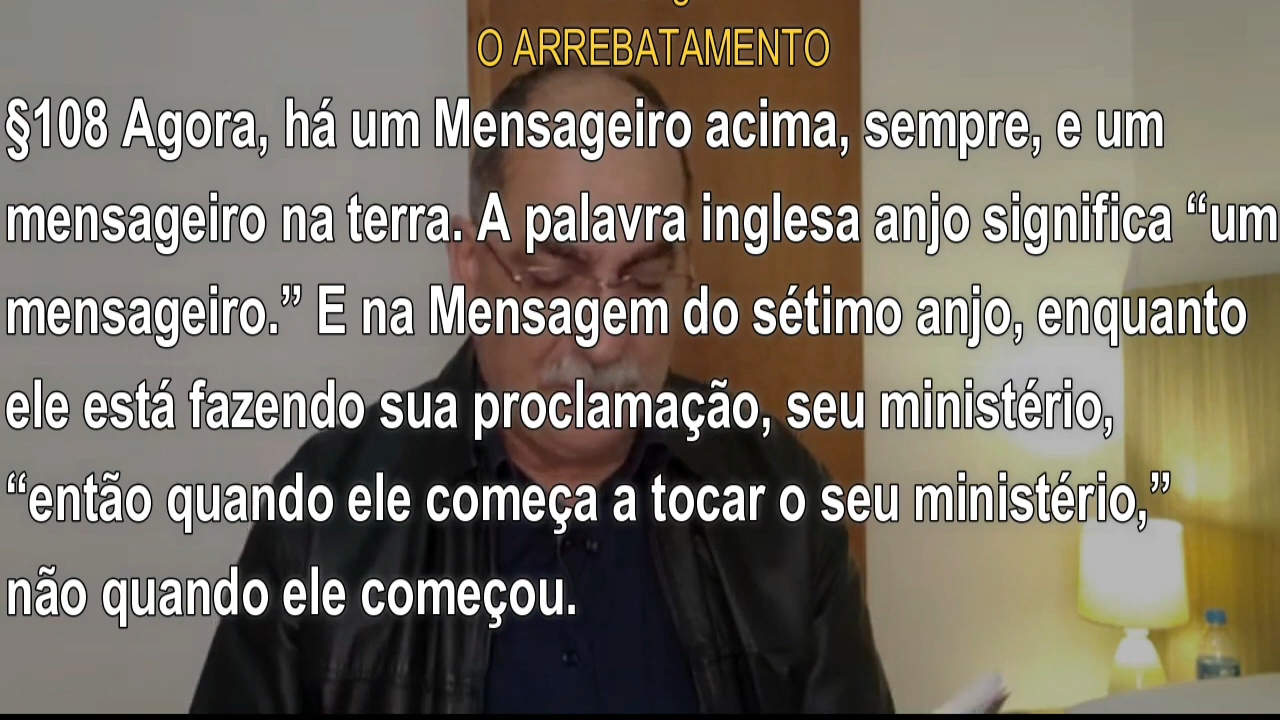 O ARREBATAMENTO
§108 Agora, há um Mensageiro acima, sempre, e um
mensageiro na terra. A palavra inglesa anjo significa “um
mensageiro.” E na Mensagem do sétimo anjo, enquanto
ele está fazendo sua proclamação, seu ministério,
“então quando ele começa a tocar o seu ministério,”
não quando ele começou.